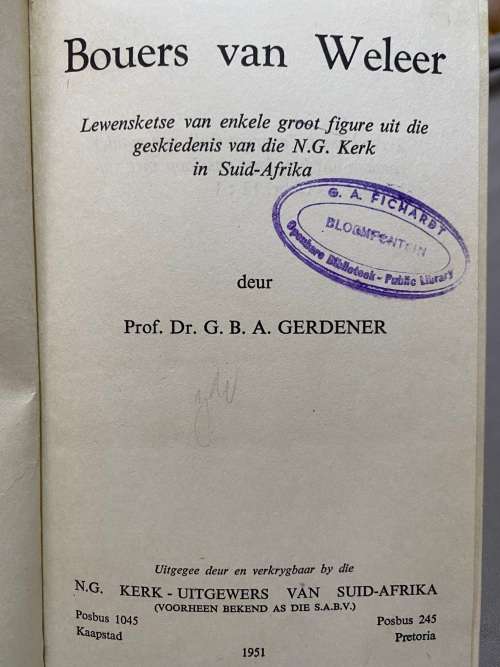 Bouers van Weleer
Lewensketse van enkele groot figure uit die
geskiedenis van die N.G. Kerk
in Suid-Afrika
G. A. FICHARDT
BLOEMFONTEIN
Openbare Biblioteek - Public Library
deur
Prof. Dr. G. B. A. GERDENER
Uitgegee deur en verkrygbaar by die
N.G. KERK-UITGEWERS VAN SUID-AFRIKA
(VOORHEEN BEKEND AS DIE S.A.B.V.)
Posbus 1045
Kaapstad
Posbus 245
Pretoria
1951